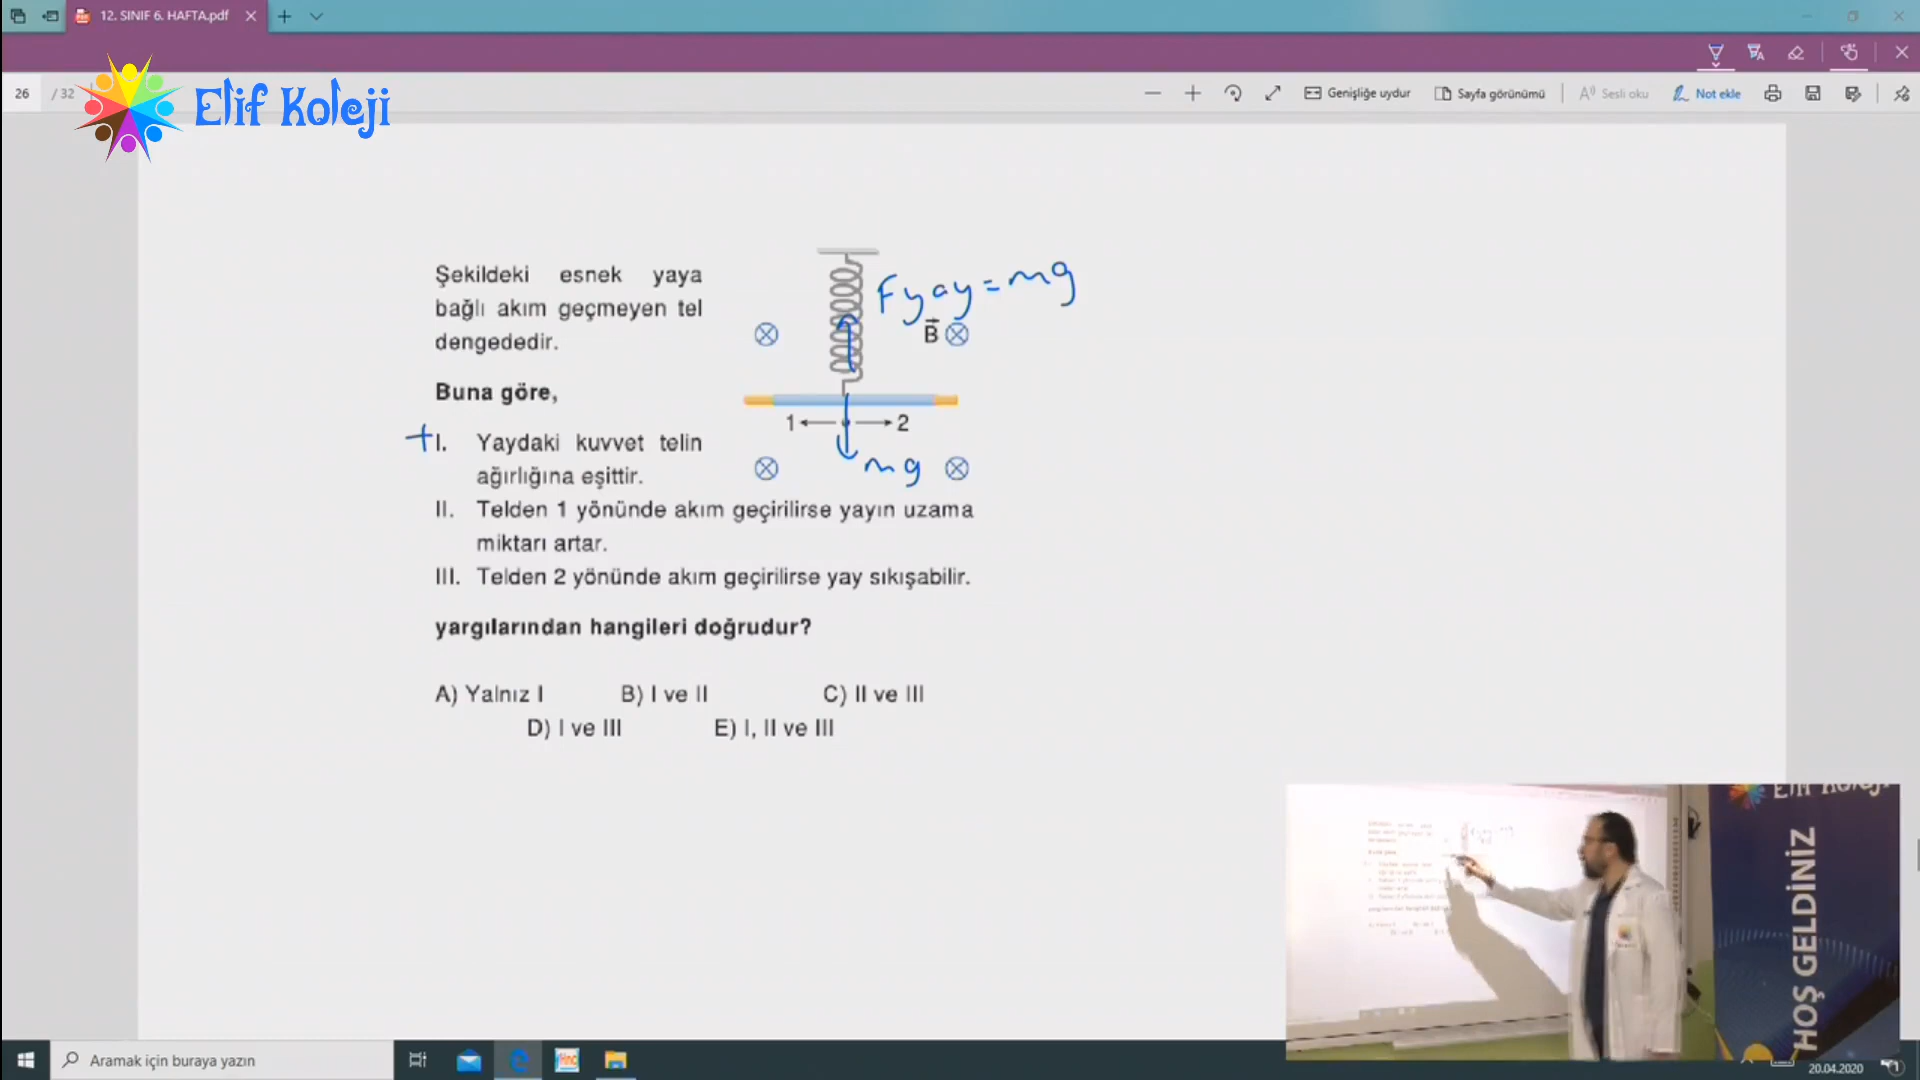 12. SINIF 6. HAFTA.pdf
26 / 32
Genişliğe uydur
Sayfa görünümü
Sesli oku
Not ekle
Elif Koleji
Şekildeki esnek yaya
bağlı akım geçmeyen tel
dengededir.
Fyay = mg
B
Buna göre,
1 2
mg
+ I. Yaydaki kuvvet telin
ağırlığına eşittir.
II. Telden 1 yönünde akım geçirilirse yayın uzama
miktarı artar.
III. Telden 2 yönünde akım geçirilirse yay sıkışabilir.
yargılarından hangileri doğrudur?
A) Yalnız I B) I ve II C) II ve III
D) I ve III E) I, II ve III
Elif Koleji
HOŞ GELDİNİZ
Aramak için buraya yazın
20.04.2020
1